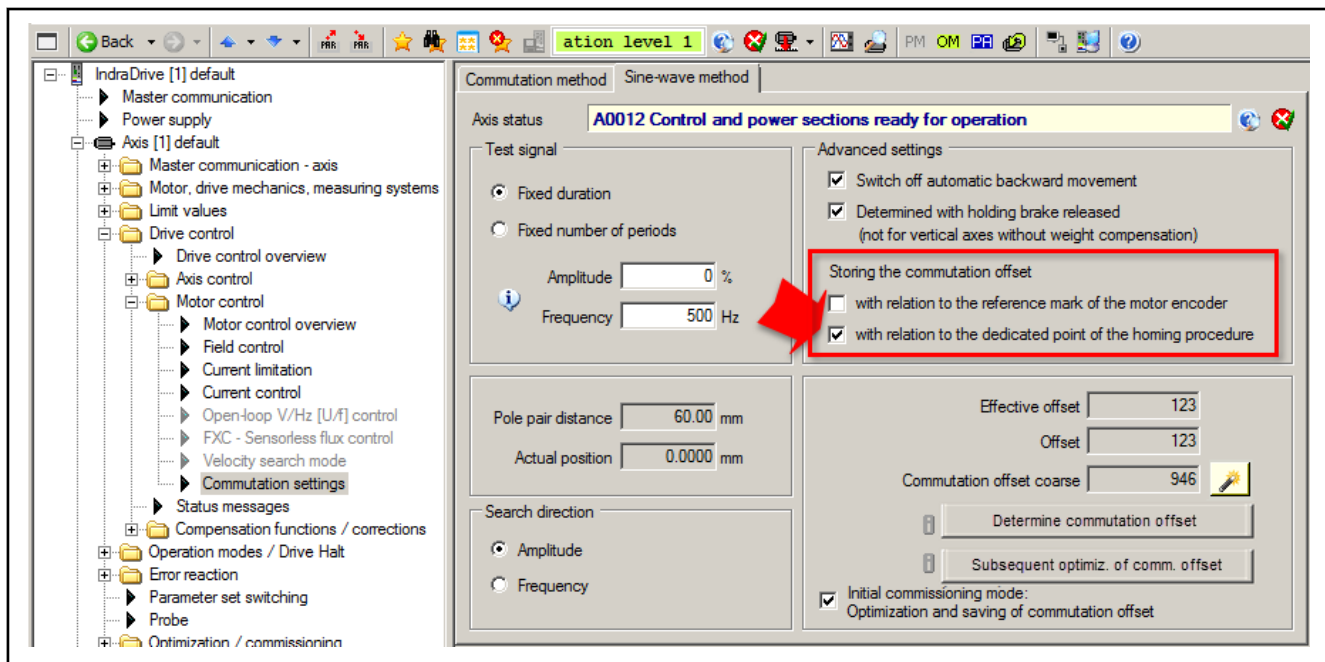 Back
PAR PAR
ation level 1
PM OM PA
IndraDrive [1] default
Master communication
Power supply
Axis [1] default
Master communication - axis
Motor, drive mechanics, measuring systems
Limit values
Drive control
Drive control overview
Axis control
Motor control
Motor control overview
Field control
Current limitation
Current control
Open-loop V/Hz [U/f] control
FXC - Sensorless flux control
Velocity search mode
Commutation settings
Status messages
Compensation functions / corrections
Operation modes / Drive Halt
Error reaction
Parameter set switching
Probe
Optimization / commissioning
Commutation method
Sine-wave method
Axis status
A0012 Control and power sections ready for operation
Test signal
Fixed duration
Fixed number of periods
Amplitude 0 %
Frequency 500 Hz
Advanced settings
Switch off automatic backward movement
Determined with holding brake released
(not for vertical axes without weight compensation)
Storing the commutation offset
with relation to the reference mark of the motor encoder
with relation to the dedicated point of the homing procedure
Pole pair distance 60.00 mm
Actual position 0.0000 mm
Search direction
Amplitude
Frequency
Effective offset 123
Offset 123
Commutation offset coarse 946
Determine commutation offset
Subsequent optimiz. of comm. offset
Initial commissioning mode:
Optimization and saving of commutation offset